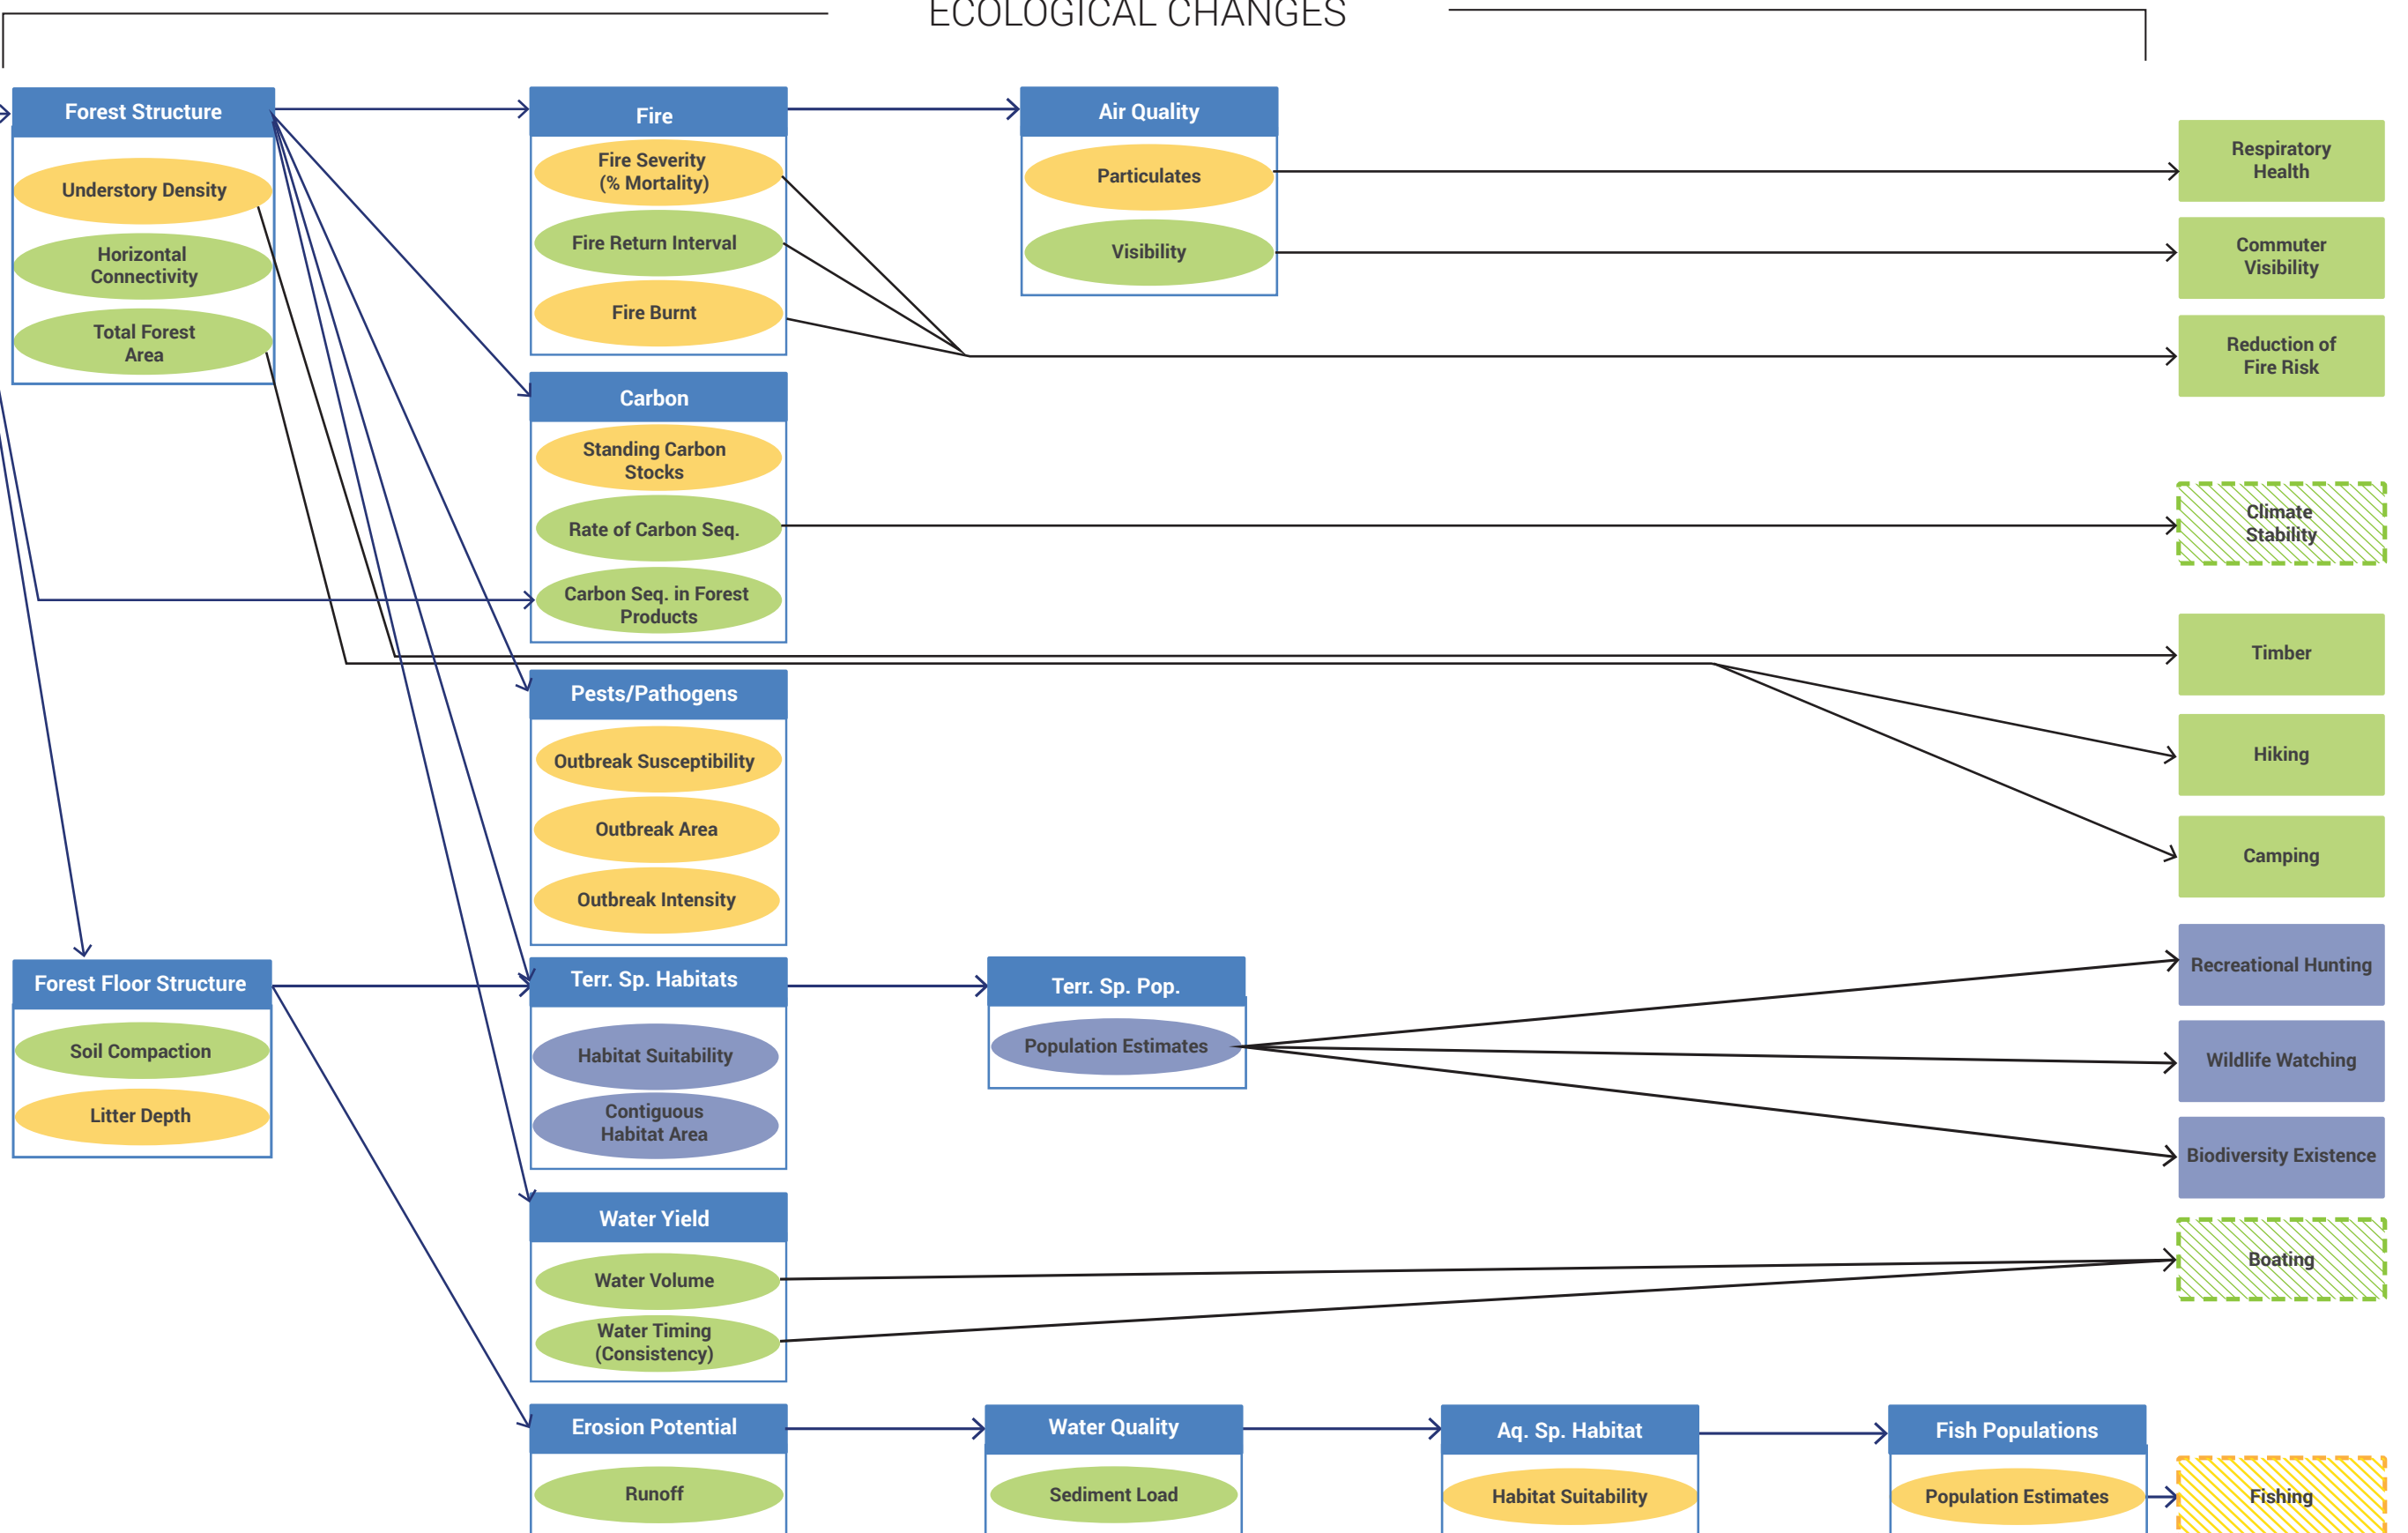 ECOLOGICAL CHANGES
Forest Structure
Understory Density
Horizontal
Connectivity
Total Forest
Area
Fire
Fire Severity
(% Mortality)
Fire Return Interval
Fire Burnt
Air Quality
Particulates
Visibility
Respiratory
Health
Commuter
Visibility
Reduction of
Fire Risk
Carbon
Standing Carbon
Stocks
Rate of Carbon Seq.
Carbon Seq. in Forest
Products
Climate
Stability
Timber
Hiking
Camping
Pests/Pathogens
Outbreak Susceptibility
Outbreak Area
Outbreak Intensity
Forest Floor Structure
Soil Compaction
Litter Depth
Terr. Sp. Habitats
Habitat Suitability
Contiguous
Habitat Area
Terr. Sp. Pop.
Population Estimates
Recreational Hunting
Wildlife Watching
Biodiversity Existence
Water Yield
Water Volume
Water Timing
(Consistency)
Boating
Erosion Potential
Runoff
Water Quality
Sediment Load
Aq. Sp. Habitat
Habitat Suitability
Fish Populations
Population Estimates
Fishing